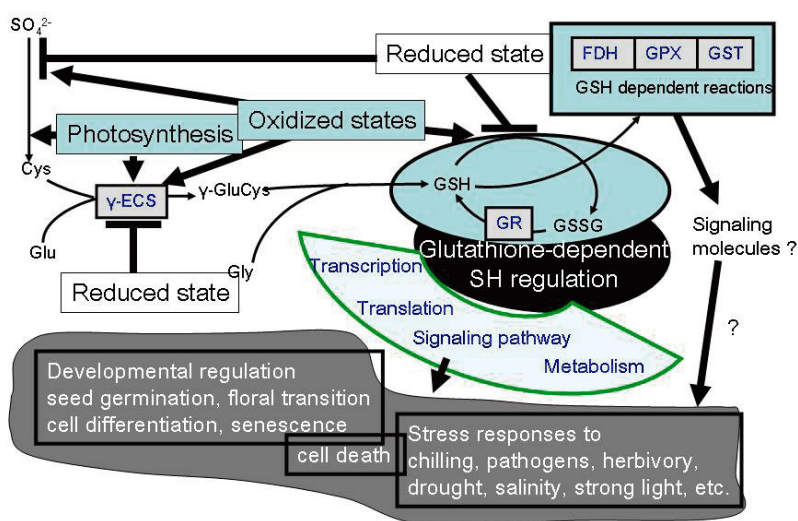 SO₄²⁻
Reduced state
FDH GPX GST
GSH dependent reactions
Photosynthesis
Oxidized states
Cys
γ-ECS
γ-GluCys
GSH
GR
GSSG
Glu
Gly
Reduced state
Glutathione-dependent
SH regulation
Signaling
molecules ?
?
Transcription
Translation
Signaling pathway
Metabolism
Developmental regulation
seed germination, floral transition
cell differentiation, senescence
cell death
Stress responses to
chilling, pathogens, herbivory,
drought, salinity, strong light, etc.